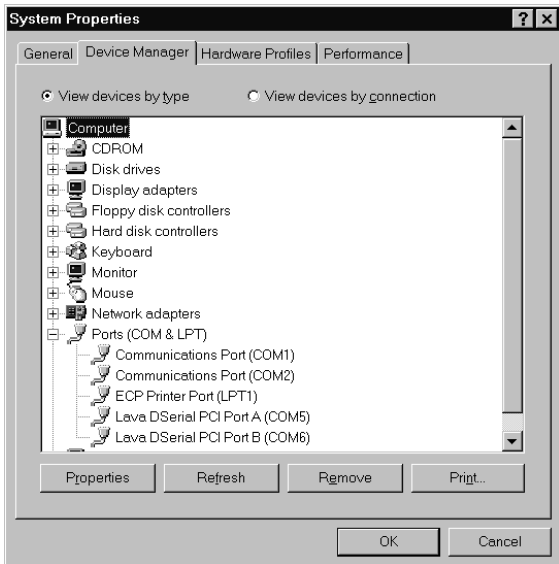 System Properties
General Device Manager Hardware Profiles Performance
View devices by type View devices by connection
Computer
CDROM
Disk drives
Display adapters
Floppy disk controllers
Hard disk controllers
Keyboard
Monitor
Mouse
Network adapters
Ports (COM & LPT)
Communications Port (COM1)
Communications Port (COM2)
ECP Printer Port (LPT1)
Lava DSerial PCI Port A (COM5)
Lava DSerial PCI Port B (COM6)
Properties Refresh Remove Print...
OK Cancel